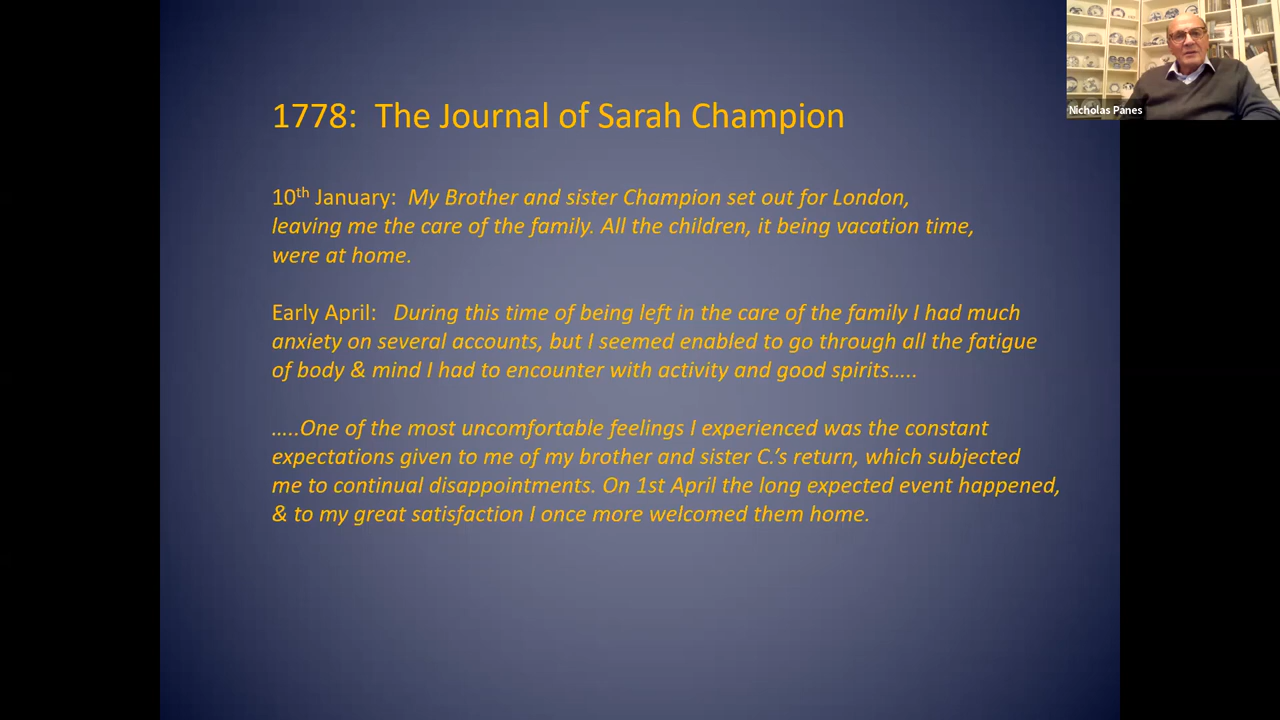 Nicholas Panes
1778:  The Journal of Sarah Champion
10th January:  My Brother and sister Champion set out for London,
leaving me the care of the family. All the children, it being vacation time,
were at home.
Early April:   During this time of being left in the care of the family I had much
anxiety on several accounts, but I seemed enabled to go through all the fatigue
of body & mind I had to encounter with activity and good spirits…..
…..One of the most uncomfortable feelings I experienced was the constant
expectations given to me of my brother and sister C.’s return, which subjected
me to continual disappointments. On 1st April the long expected event happened,
& to my great satisfaction I once more welcomed them home.